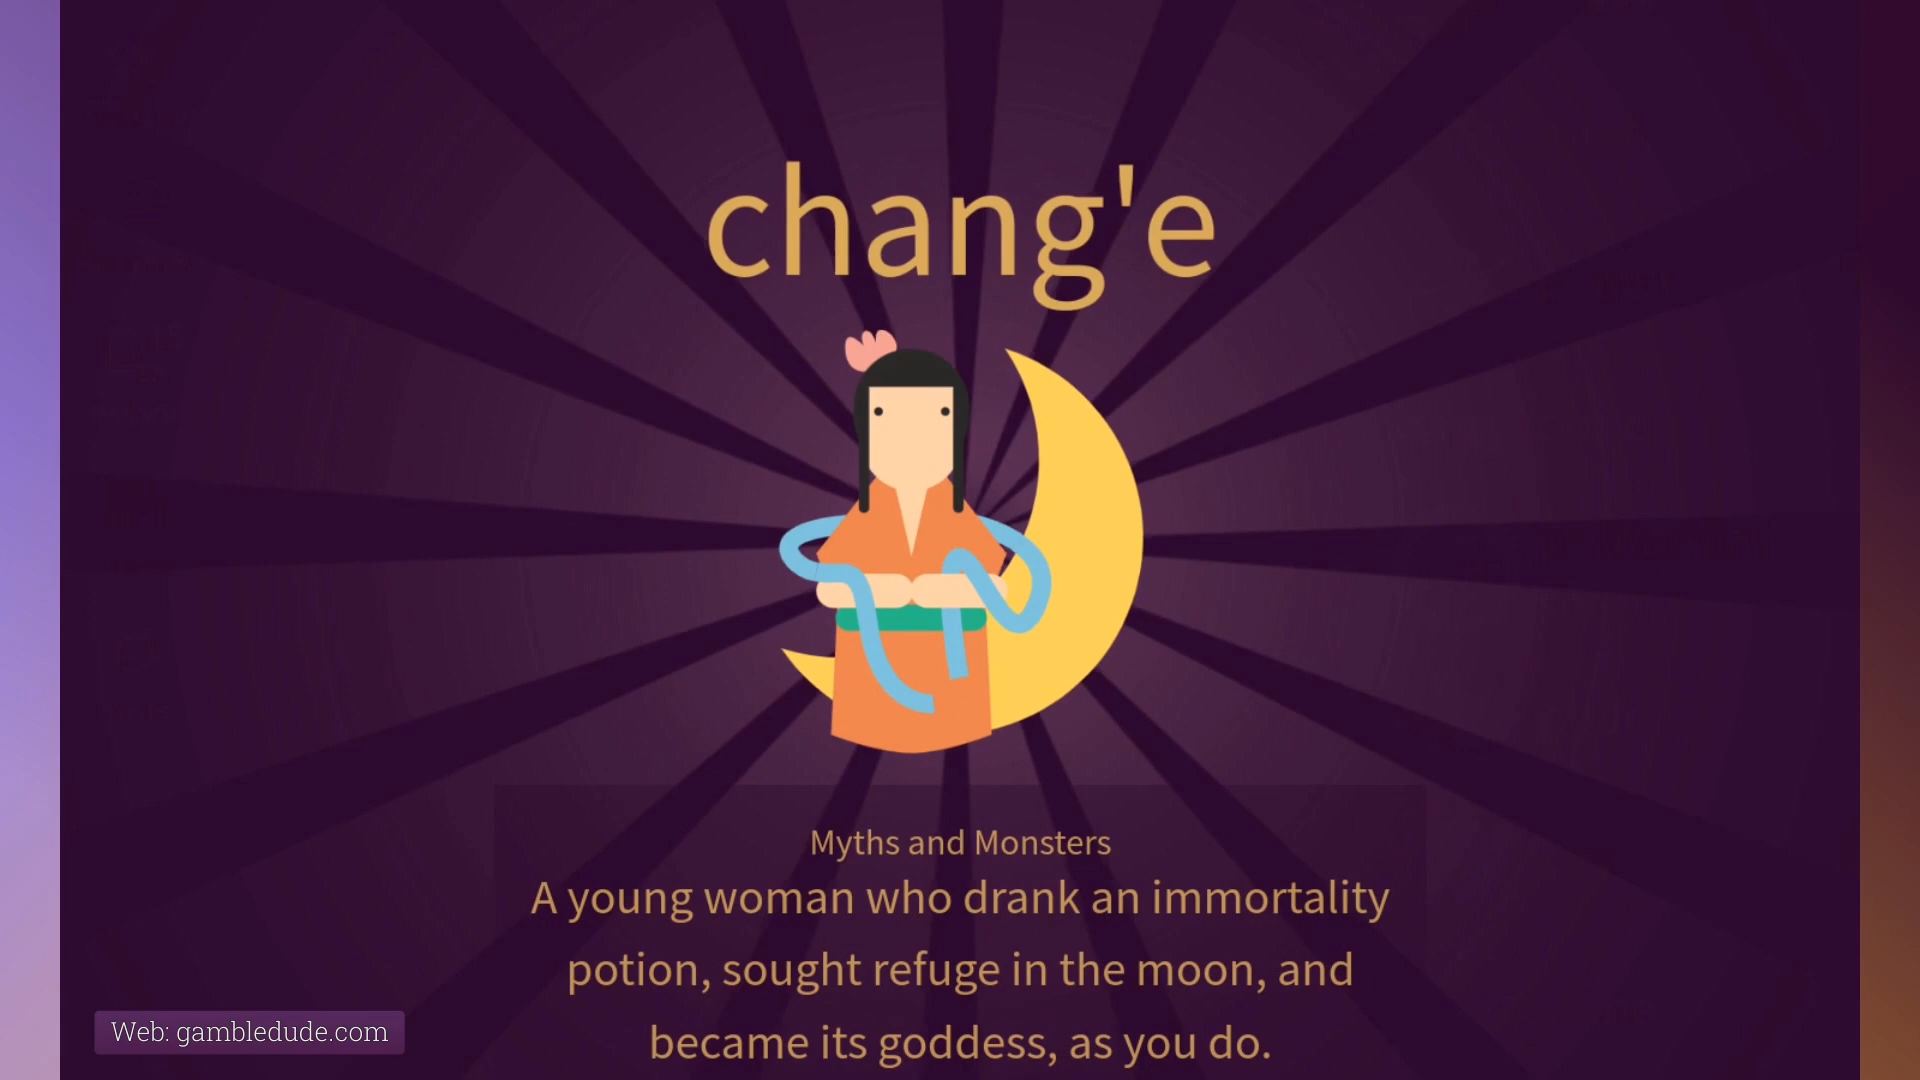 chang'e
Myths and Monsters
A young woman who drank an immortality
potion, sought refuge in the moon, and
became its goddess, as you do.
Web: gambledude.com